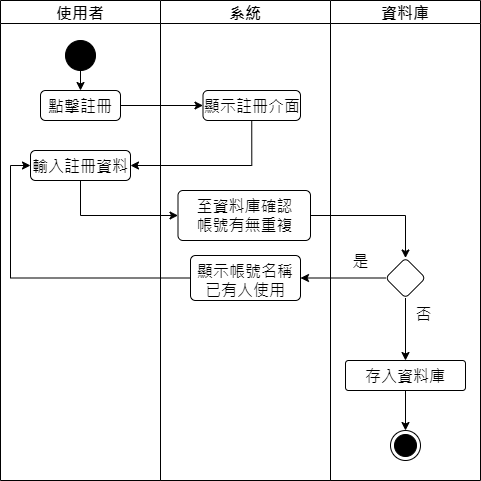 使用者
系統
資料庫
點擊註冊
顯示註冊介面
輸入註冊資料
至資料庫確認
帳號有無重複
是
顯示帳號名稱
已有人使用
否
存入資料庫